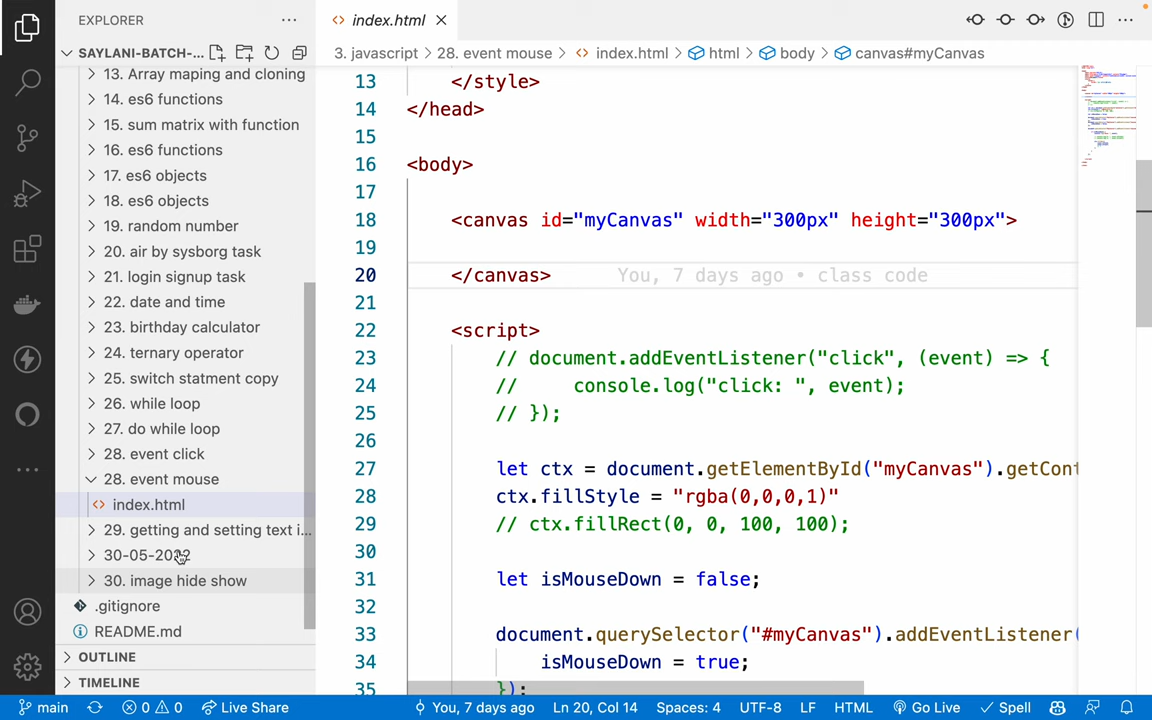 EXPLORER
SAYLANI-BATCH-...
13. Array maping and cloning
14. es6 functions
15. sum matrix with function
16. es6 functions
17. es6 objects
18. es6 objects
19. random number
20. air by sysborg task
21. login signup task
22. date and time
23. birthday calculator
24. ternary operator
25. switch statment copy
26. while loop
27. do while loop
28. event click
28. event mouse
index.html
29. getting and setting text i...
30-05-2022
30. image hide show
.gitignore
README.md
OUTLINE
TIMELINE
index.html
3. javascript 28. event mouse index.html html body canvas#myCanvas
13 </style>
14 </head>
15
16 <body>
17
18 <canvas id="myCanvas" width="300px" height="300px">
19
20 </canvas> You, 7 days ago • class code
21
22 <script>
23 // document.addEventListener("click", (event) => {
24 // console.log("click: ", event);
25 // });
26
27 let ctx = document.getElementById("myCanvas").getCont
28 ctx.fillStyle = "rgba(0,0,0,1)"
29 // ctx.fillRect(0, 0, 100, 100);
30
31 let isMouseDown = false;
32
33 document.querySelector("#myCanvas").addEventListener(
34 isMouseDown = true;
35 });
main 0 0 Live Share You, 7 days ago Ln 20, Col 14 Spaces: 4 UTF-8 LF HTML Go Live Spell